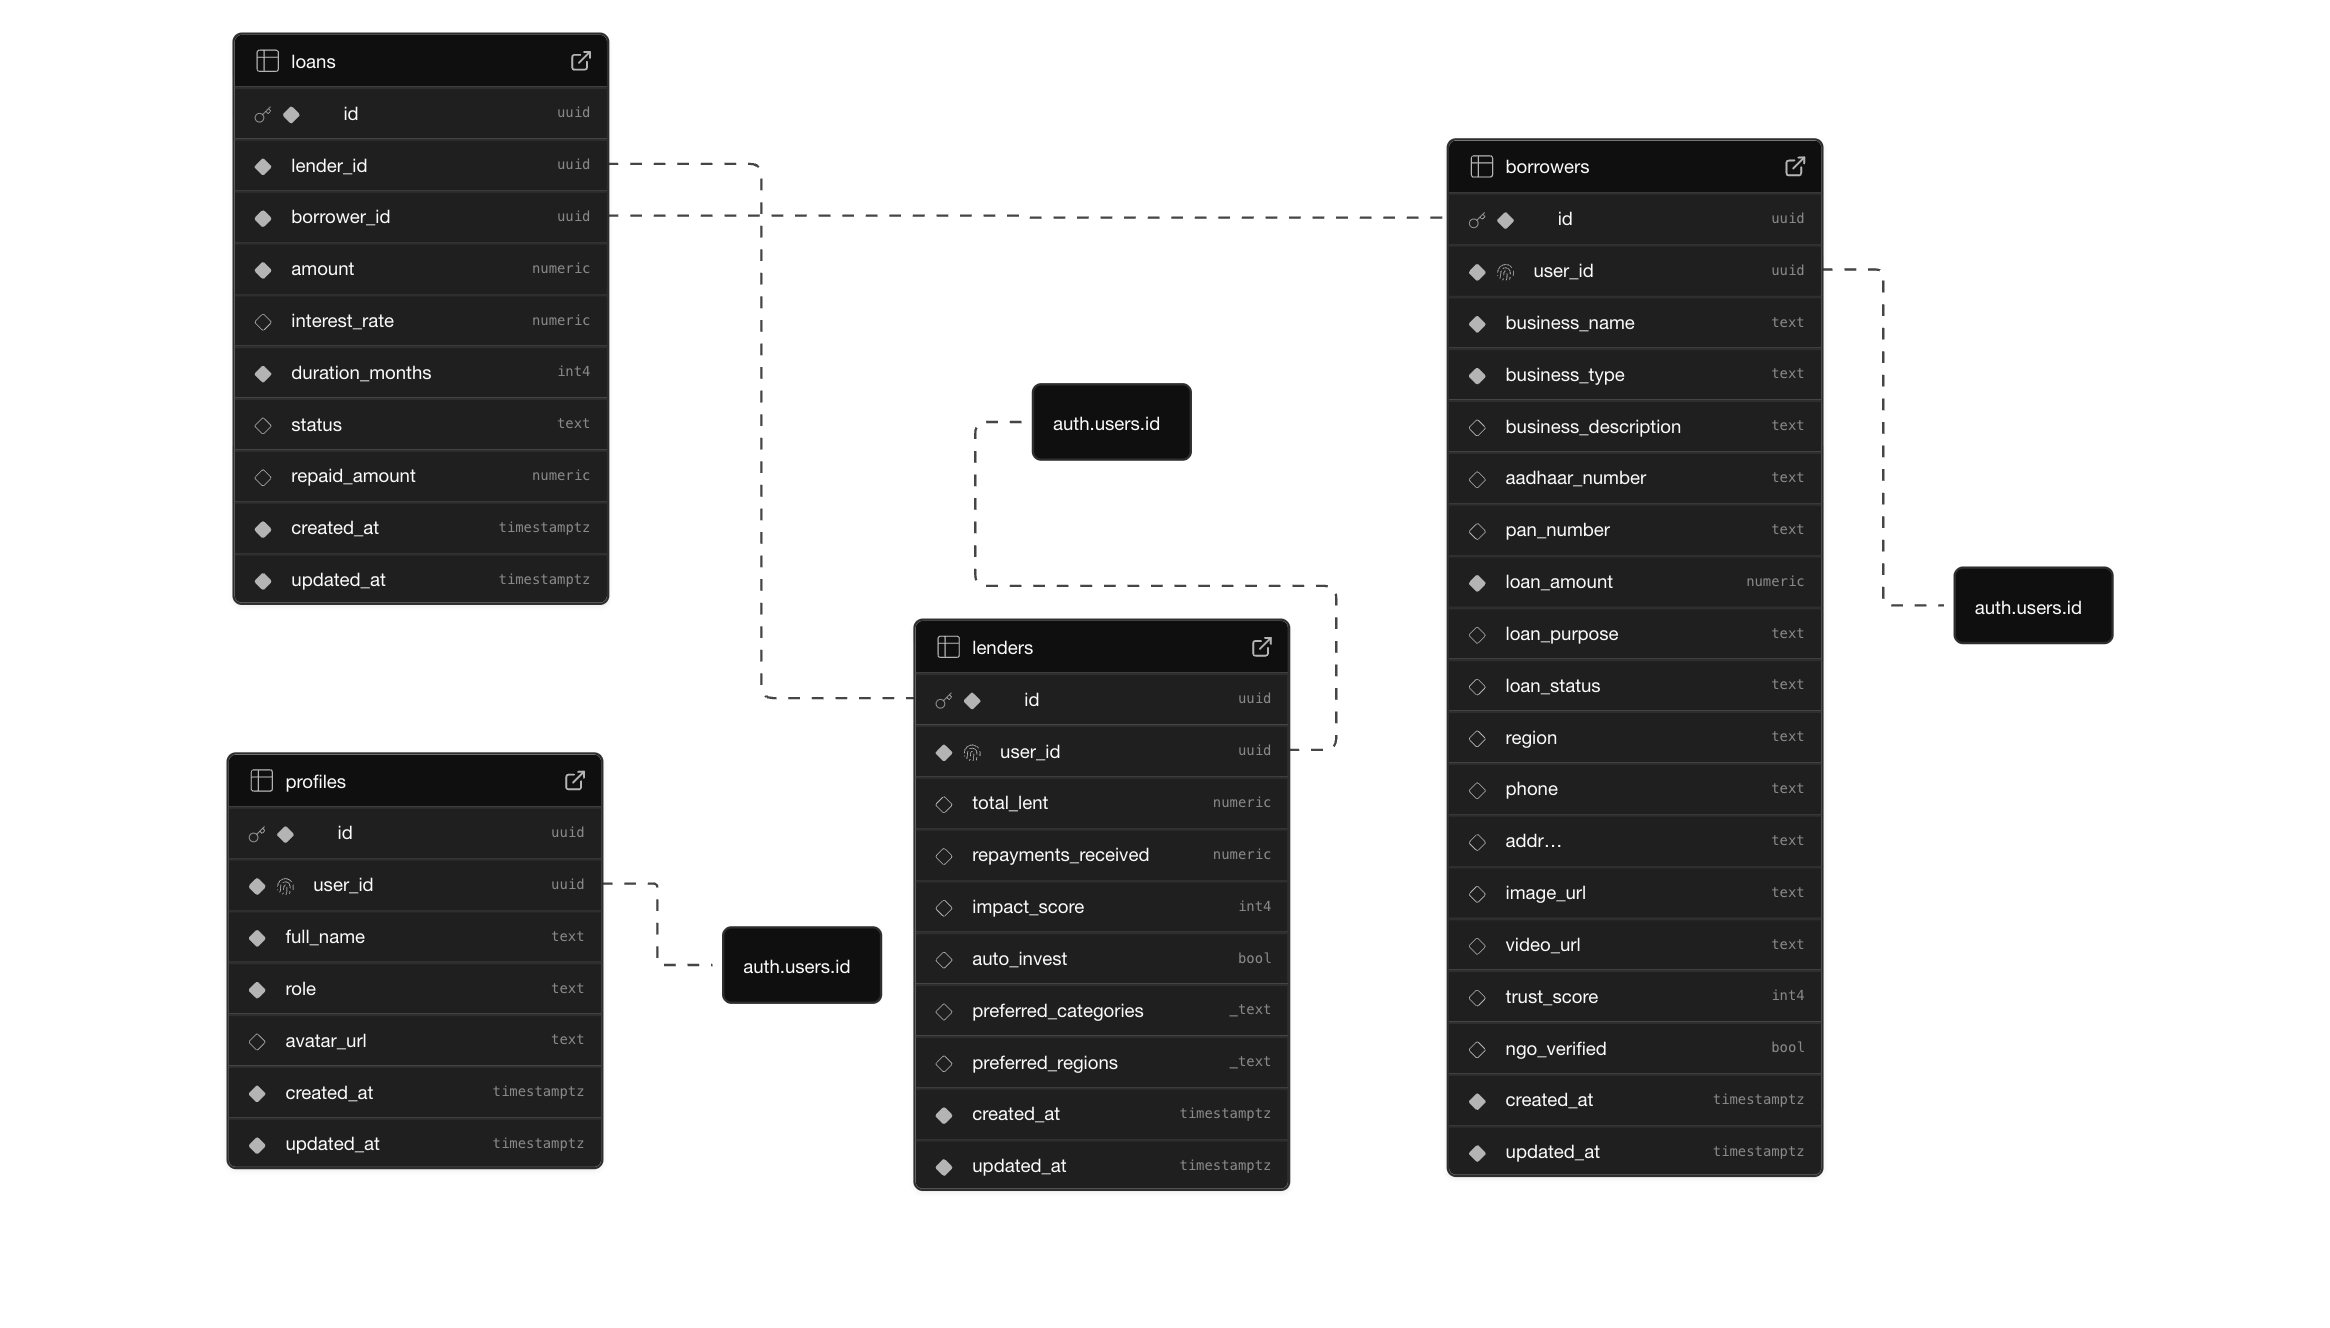 loans
id uuid
lender_id uuid
borrower_id uuid
amount numeric
interest_rate numeric
duration_months int4
status text
repaid_amount numeric
created_at timestamptz
updated_at timestamptz
profiles
id uuid
user_id uuid
full_name text
role text
avatar_url text
created_at timestamptz
updated_at timestamptz
auth.users.id
auth.users.id
lenders
id uuid
user_id uuid
total_lent numeric
repayments_received numeric
impact_score int4
auto_invest bool
preferred_categories _text
preferred_regions _text
created_at timestamptz
updated_at timestamptz
borrowers
id uuid
user_id uuid
business_name text
business_type text
business_description text
aadhaar_number text
pan_number text
loan_amount numeric
loan_purpose text
loan_status text
region text
phone text
addr… text
image_url text
video_url text
trust_score int4
ngo_verified bool
created_at timestamptz
updated_at timestamptz
auth.users.id